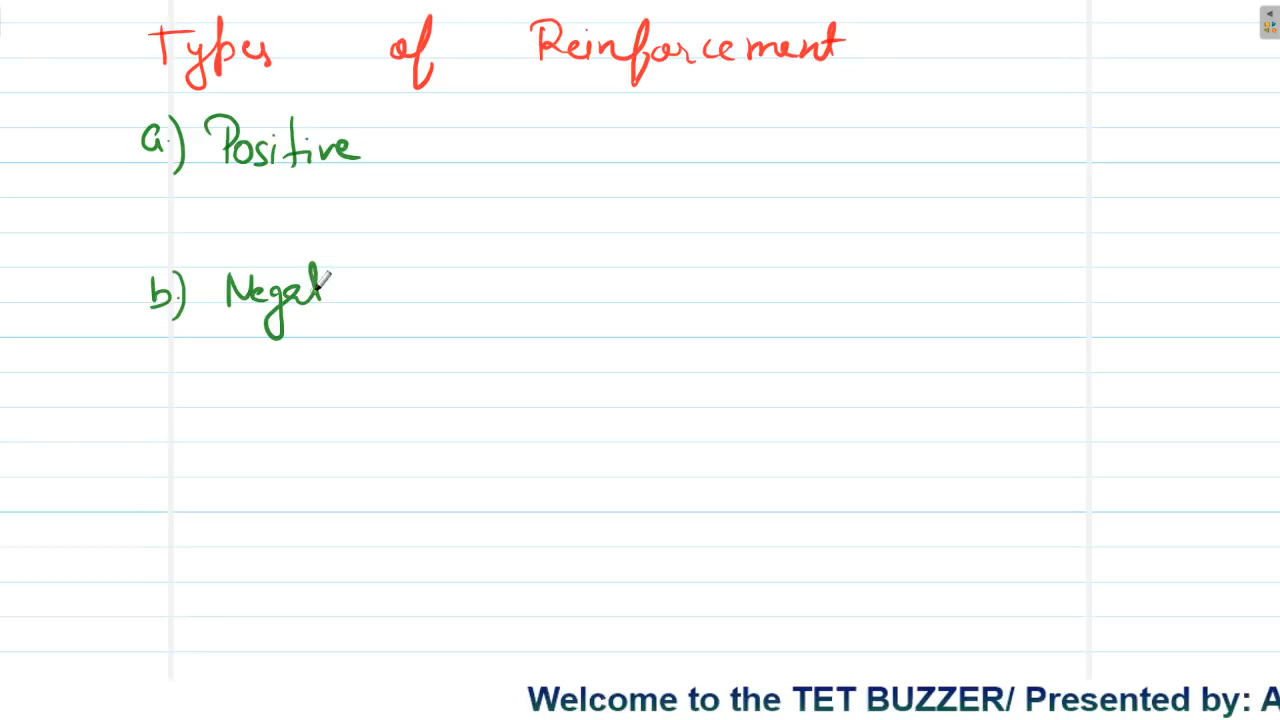 Types of Reinforcement
a.) Positive
b.) Negat
Welcome to the TET BUZZER/ Presented by: A